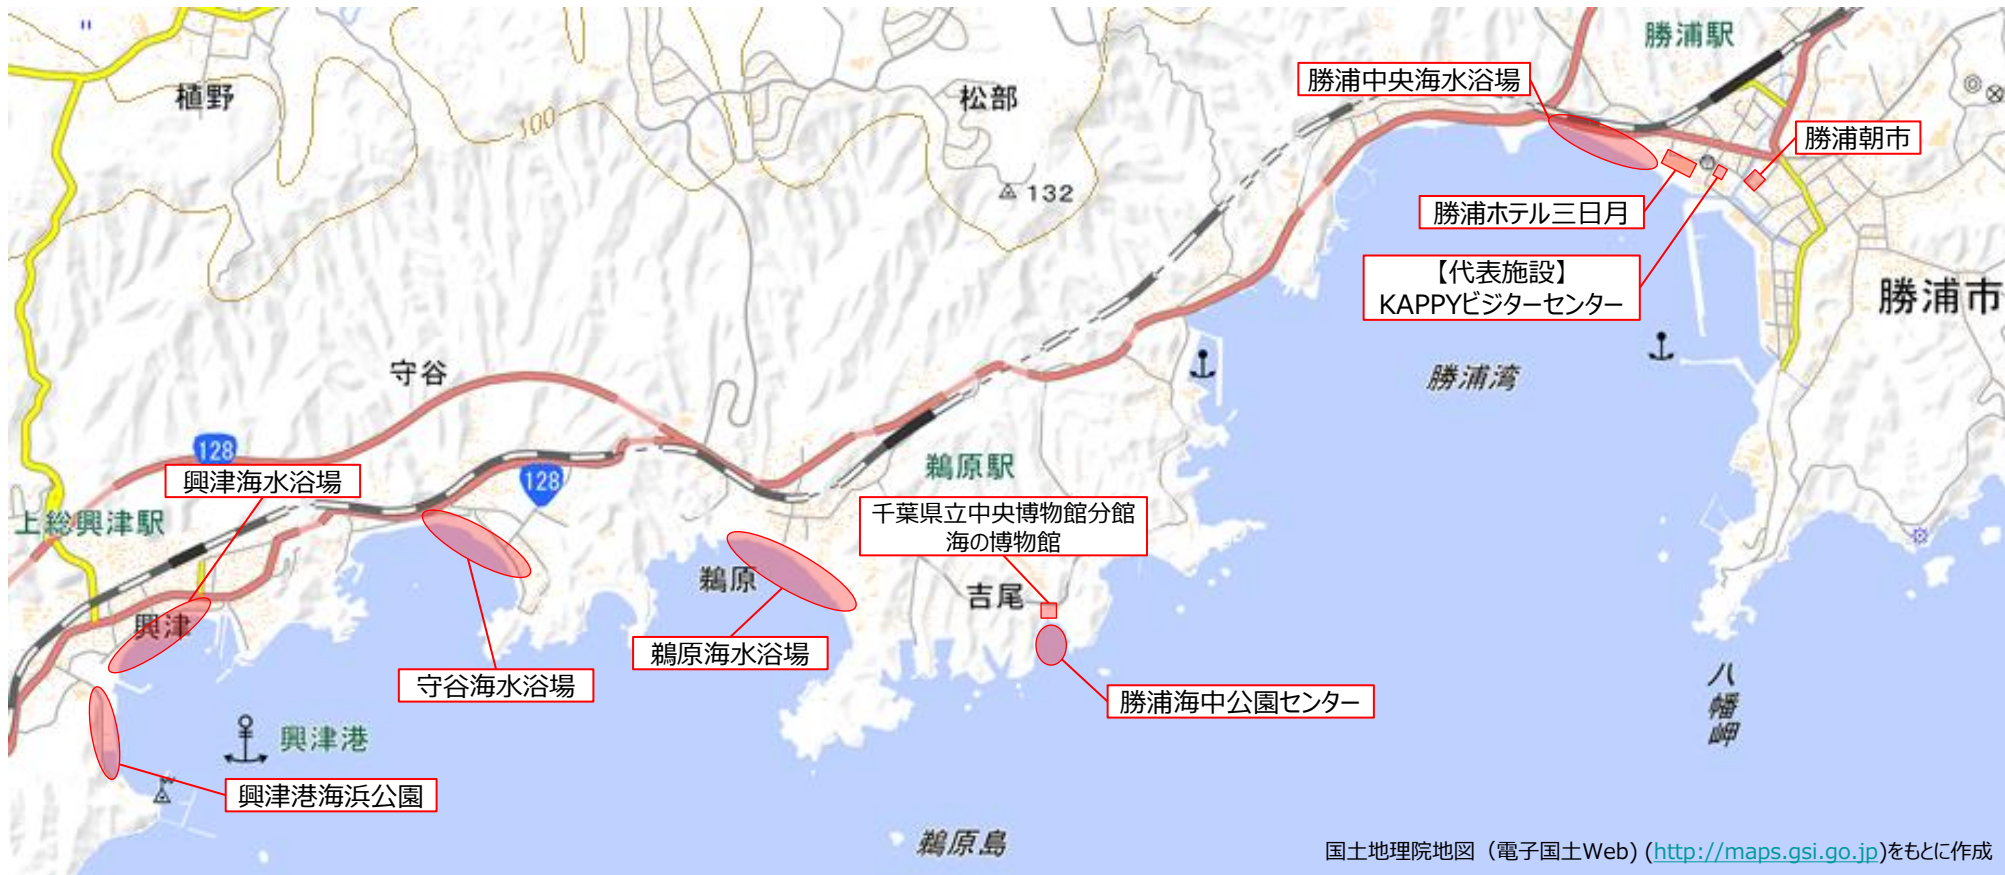 勝浦駅
植野
松部
勝浦中央海水浴場
勝浦朝市
100
132
勝浦ホテル三日月
【代表施設】
KAPPYビジターセンター
勝浦市
守谷
勝浦湾
128
興津海水浴場
128
鵜原駅
上総興津駅
千葉県立中央博物館分館
海の博物館
鵜原
吉尾
興津
鵜原海水浴場
守谷海水浴場
勝浦海中公園センター
八幡岬
興津港
興津港海浜公園
鵜原島
国土地理院地図（電子国土Web) (http://maps.gsi.go.jp)をもとに作成